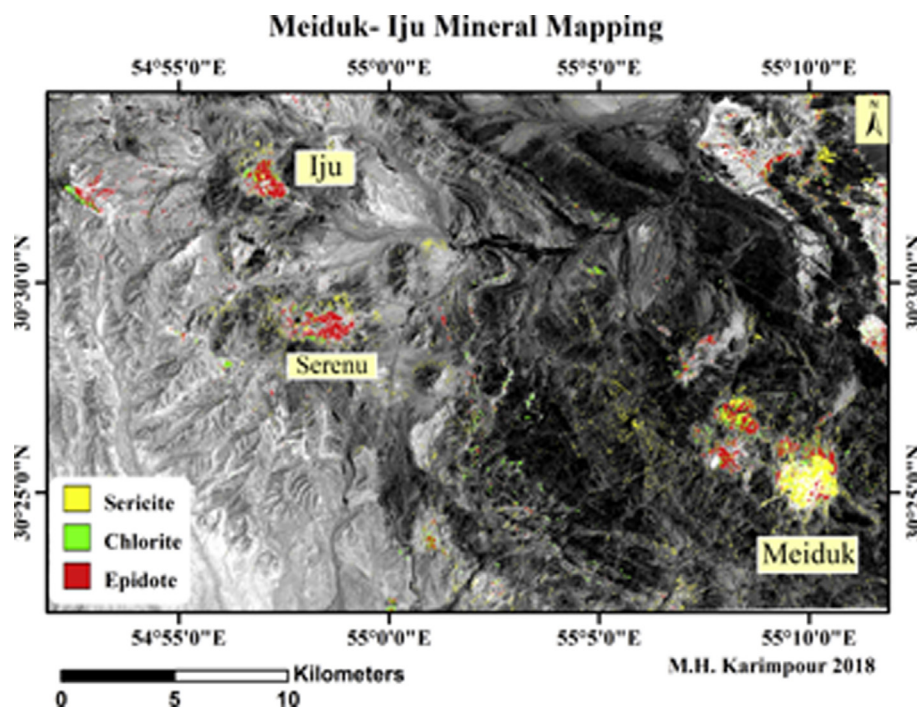 Meiduk- Iju Mineral Mapping
54°55'0"E 55°0'0"E 55°5'0"E 55°10'0"E
N
Iju
30°30'0"N 30°30'0"N
Serenu
30°25'0"N 30°25'0"N
Sericite
Chlorite
Epidote
Meiduk
54°55'0"E 55°0'0"E 55°5'0"E 55°10'0"E
Kilometers
0 5 10
M.H. Karimpour 2018